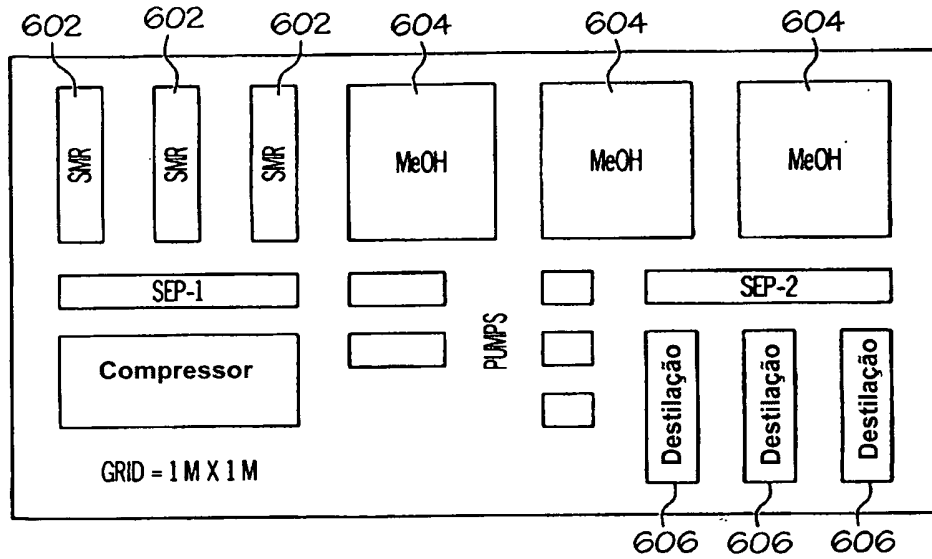 602 602 602 604 604 604
SMR SMR SMR MeOH MeOH MeOH
SEP-1 SEP-2
PUMPS
Compressor Destilação Destilação Destilação
GRID = 1 M X 1 M
606 606 606